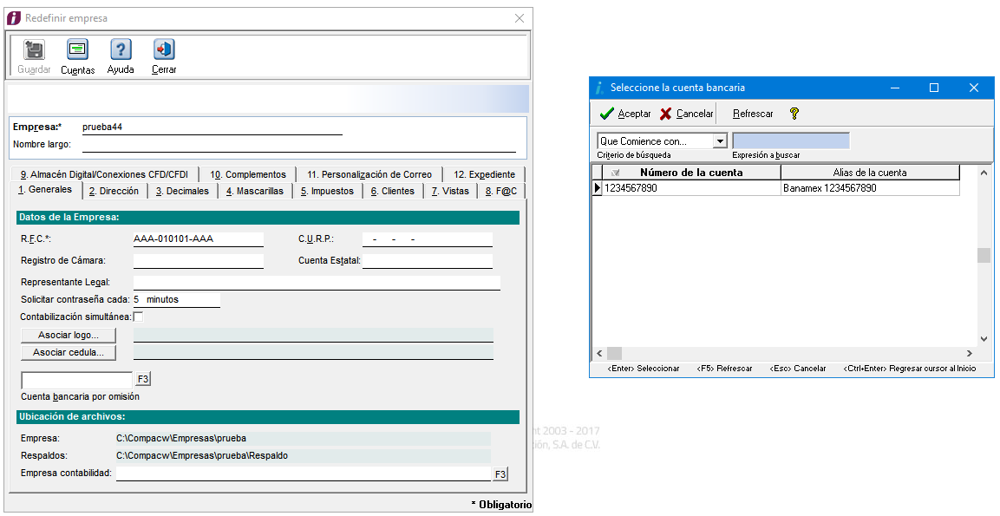 Redefinir empresa
Guardar Cuentas Ayuda Cerrar
Empresa:* prueba44
Nombre largo:
9. Almacén Digital/Conexiones CFD/CFDI 10. Complementos 11. Personalización de Correo 12. Expediente
1. Generales 2. Dirección 3. Decimales 4. Mascarillas 5. Impuestos 6. Clientes 7. Vistas 8. F@C
Datos de la Empresa:
R.F.C.*: AAA-010101-AAA C.U.R.P.: - - -
Registro de Cámara: Cuenta Estatal:
Representante Legal:
Solicitar contraseña cada: 5 minutos
Contabilización simultánea:
Asociar logo...
Asociar cedula...
F3
Cuenta bancaria por omisión
Ubicación de archivos:
Empresa: C:\Compacw\Empresas\prueba
Respaldos: C:\Compacw\Empresas\prueba\Respaldo
Empresa contabilidad: F3
* Obligatorio
2003 - 2017
S.A. de C.V.
Seleccione la cuenta bancaria
Aceptar Cancelar Refrescar
Que Comience con...
Criterio de búsqueda Expresión a buscar
Número de la cuenta Alias de la cuenta
1234567890 Banamex 1234567890
<Enter> Seleccionar <F5> Refrescar <Esc> Cancelar <Ctrl+Enter> Regresar cursor al Inicio